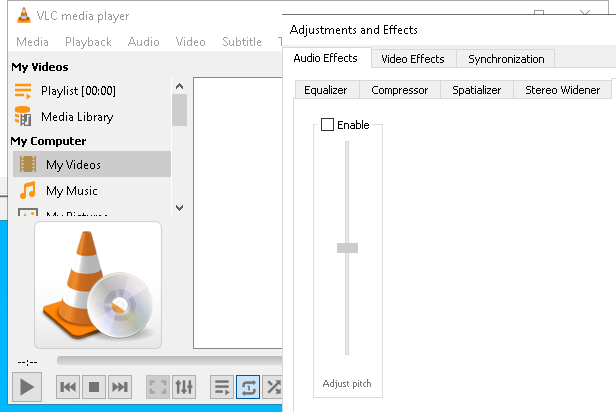 VLC media player
Media Playback Audio Video Subtitle
My Videos
Playlist [00:00]
Media Library
My Computer
My Videos
My Music
My Pictures
--:--
Adjustments and Effects
Audio Effects Video Effects Synchronization
Equalizer Compressor Spatializer Stereo Widener
Enable
Adjust pitch